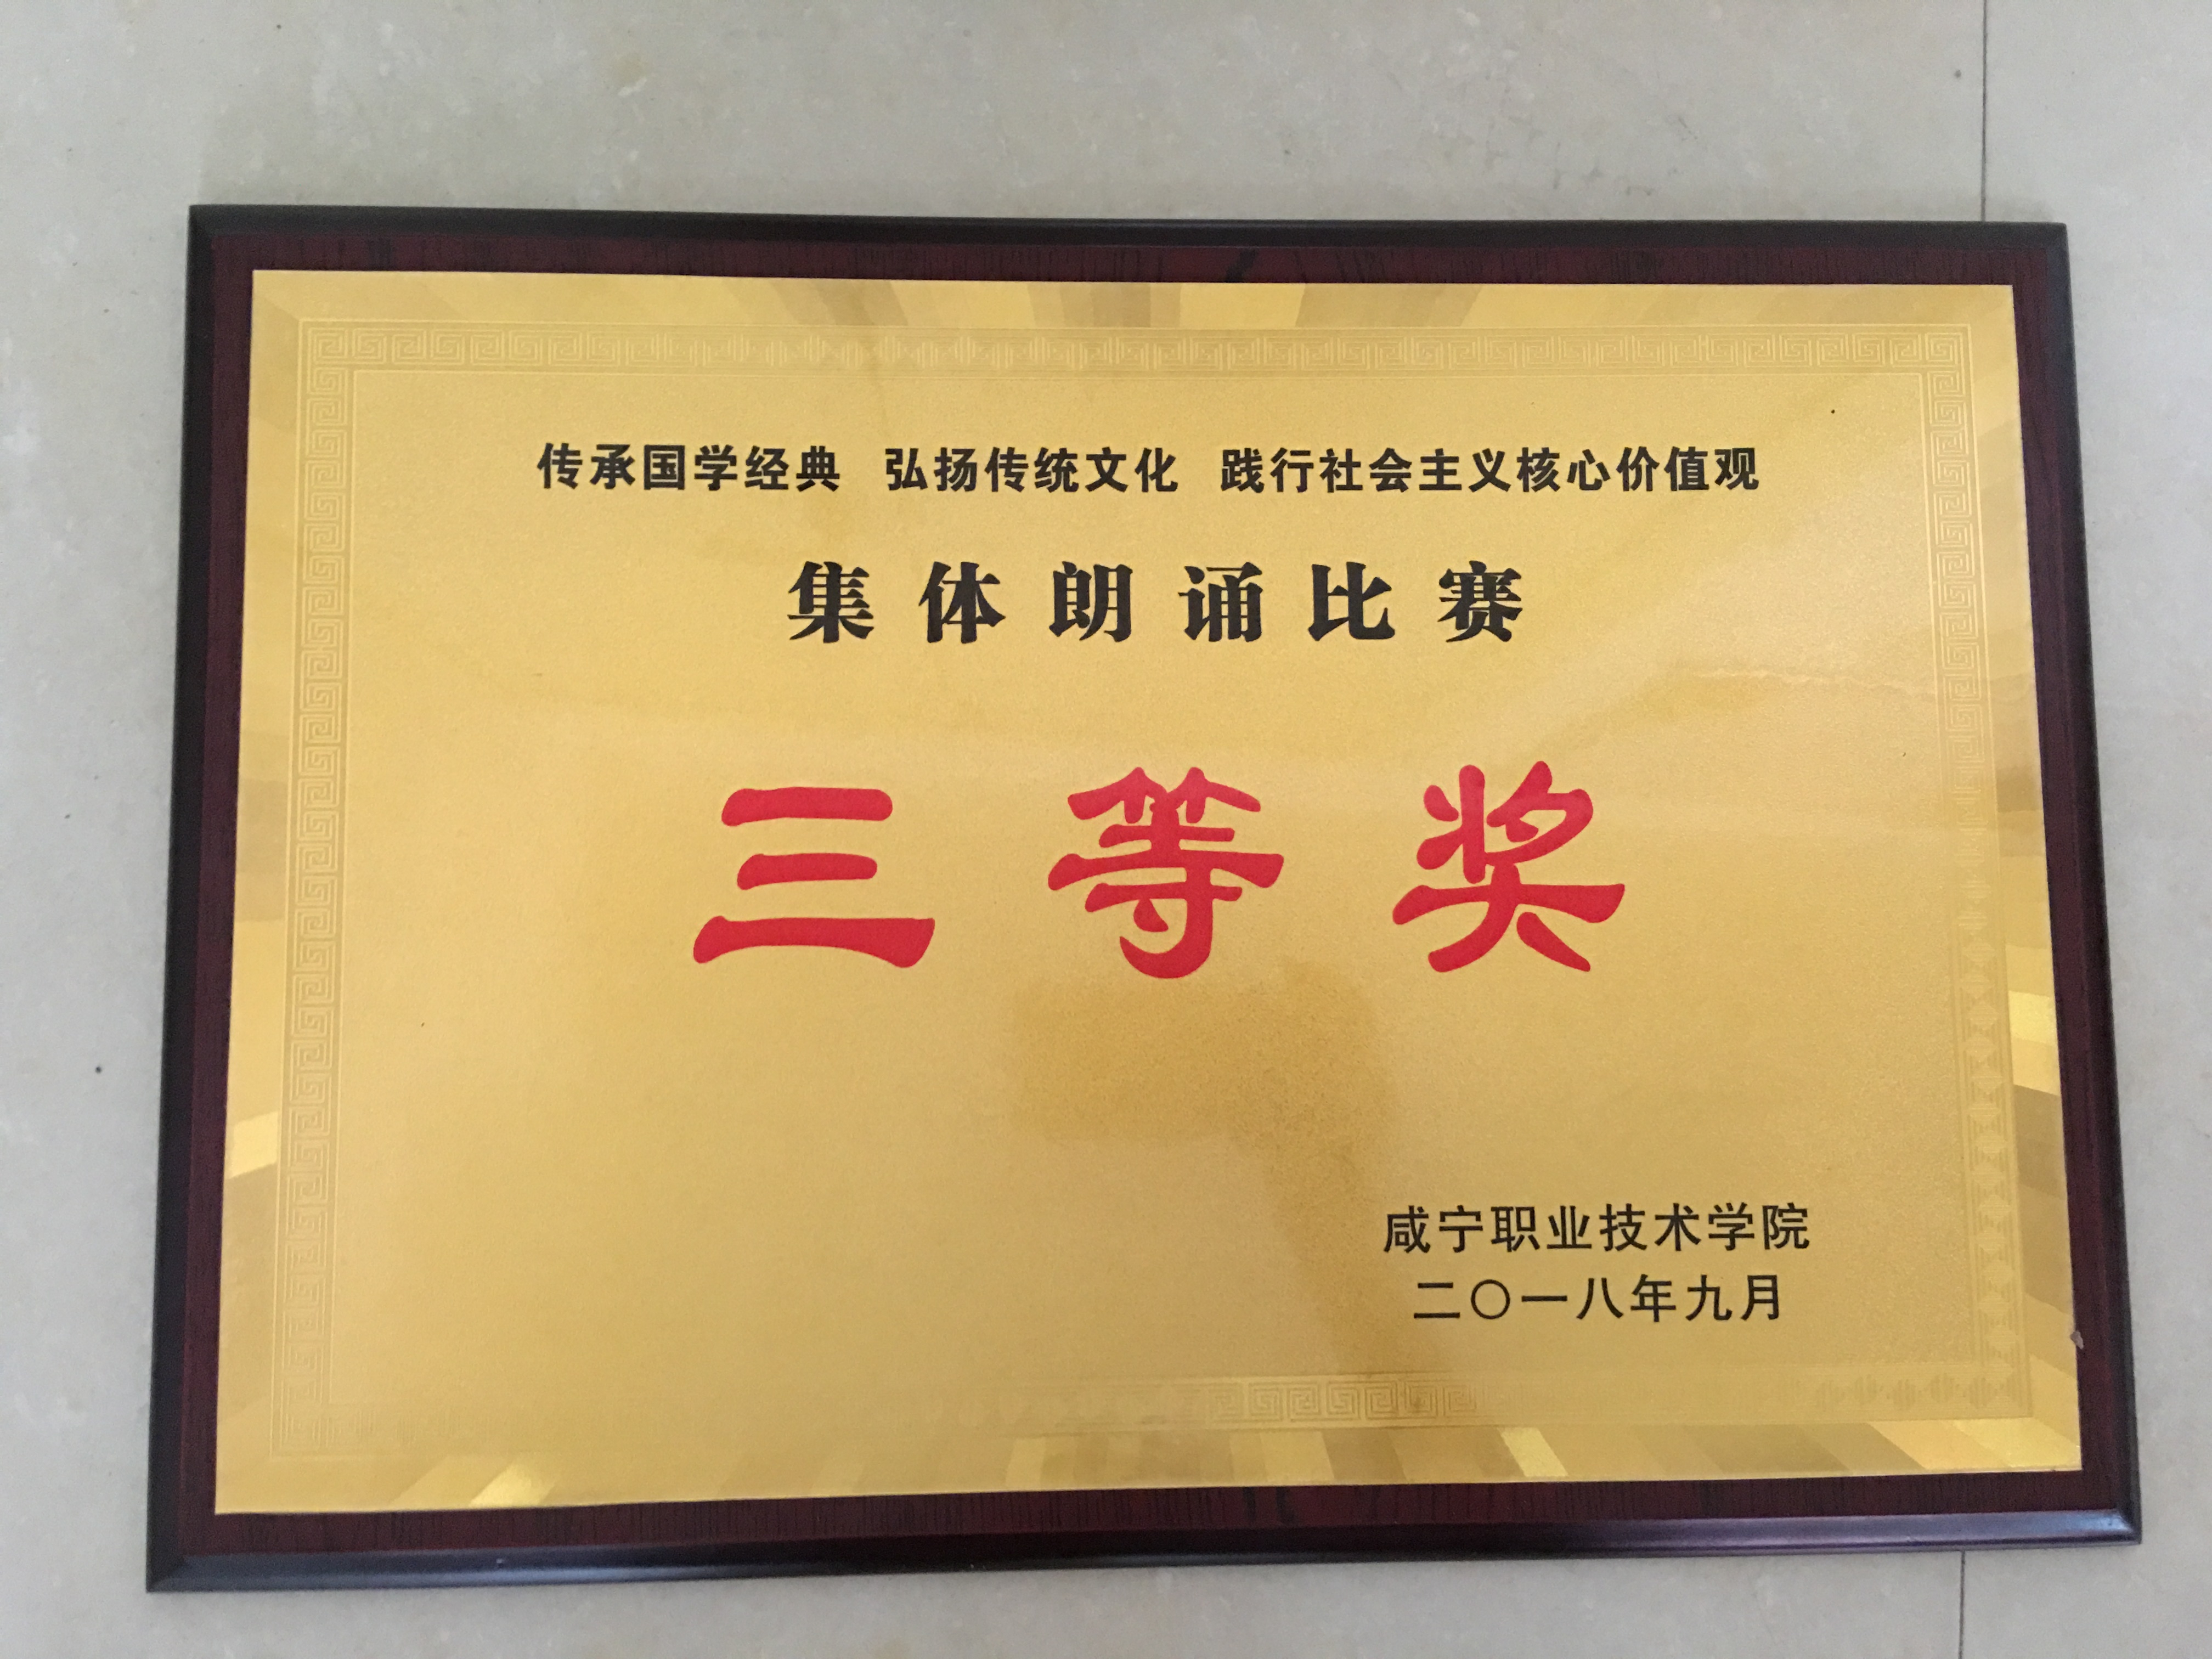 传承国学经典 弘扬传统文化 践行社会主义核心价值观
集体朗诵比赛
三等奖
咸宁职业技术学院
二〇一八年九月